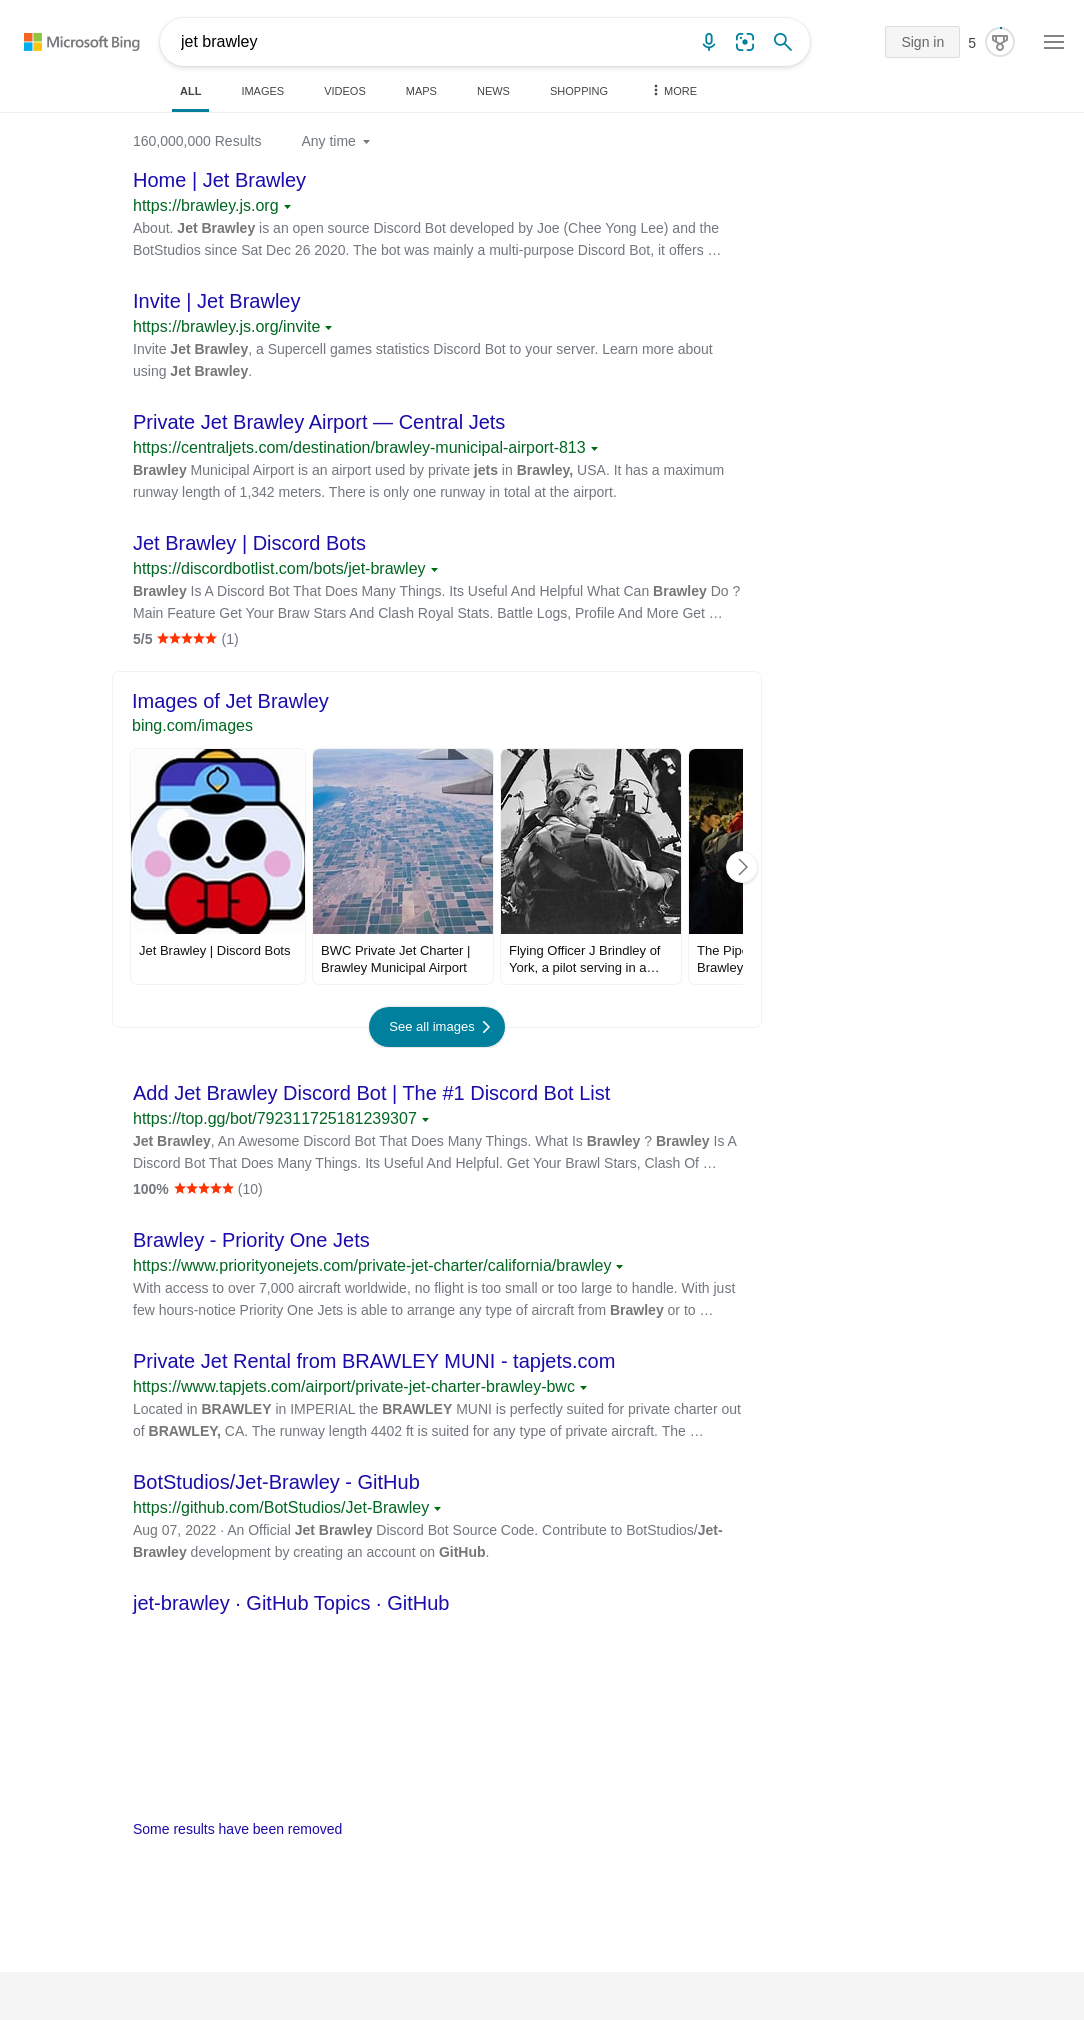 Microsoft Bing
jet brawley
Sign in
5
ALL
IMAGES
VIDEOS
MAPS
NEWS
SHOPPING
MORE
160,000,000 Results
Any time
Home | Jet Brawley
https://brawley.js.org
About. Jet Brawley is an open source Discord Bot developed by Joe (Chee Yong Lee) and the
BotStudios since Sat Dec 26 2020. The bot was mainly a multi-purpose Discord Bot, it offers …
Invite | Jet Brawley
https://brawley.js.org/invite
Invite Jet Brawley, a Supercell games statistics Discord Bot to your server. Learn more about
using Jet Brawley.
Private Jet Brawley Airport — Central Jets
https://centraljets.com/destination/brawley-municipal-airport-813
Brawley Municipal Airport is an airport used by private jets in Brawley, USA. It has a maximum
runway length of 1,342 meters. There is only one runway in total at the airport.
Jet Brawley | Discord Bots
https://discordbotlist.com/bots/jet-brawley
Brawley Is A Discord Bot That Does Many Things. Its Useful And Helpful What Can Brawley Do ?
Main Feature Get Your Braw Stars And Clash Royal Stats. Battle Logs, Profile And More Get …
5/5 ★★★★★ (1)
Images of Jet Brawley
bing.com/images
Jet Brawley | Discord Bots
BWC Private Jet Charter |
Brawley Municipal Airport
Flying Officer J Brindley of
York, a pilot serving in a…
The Pip
Brawley
See all images
Add Jet Brawley Discord Bot | The #1 Discord Bot List
https://top.gg/bot/792311725181239307
Jet Brawley, An Awesome Discord Bot That Does Many Things. What Is Brawley ? Brawley Is A
Discord Bot That Does Many Things. Its Useful And Helpful. Get Your Brawl Stars, Clash Of …
100% ★★★★★ (10)
Brawley - Priority One Jets
https://www.priorityonejets.com/private-jet-charter/california/brawley
With access to over 7,000 aircraft worldwide, no flight is too small or too large to handle. With just
few hours-notice Priority One Jets is able to arrange any type of aircraft from Brawley or to …
Private Jet Rental from BRAWLEY MUNI - tapjets.com
https://www.tapjets.com/airport/private-jet-charter-brawley-bwc
Located in BRAWLEY in IMPERIAL the BRAWLEY MUNI is perfectly suited for private charter out
of BRAWLEY, CA. The runway length 4402 ft is suited for any type of private aircraft. The …
BotStudios/Jet-Brawley - GitHub
https://github.com/BotStudios/Jet-Brawley
Aug 07, 2022 · An Official Jet Brawley Discord Bot Source Code. Contribute to BotStudios/Jet-
Brawley development by creating an account on GitHub.
jet-brawley · GitHub Topics · GitHub
Some results have been removed